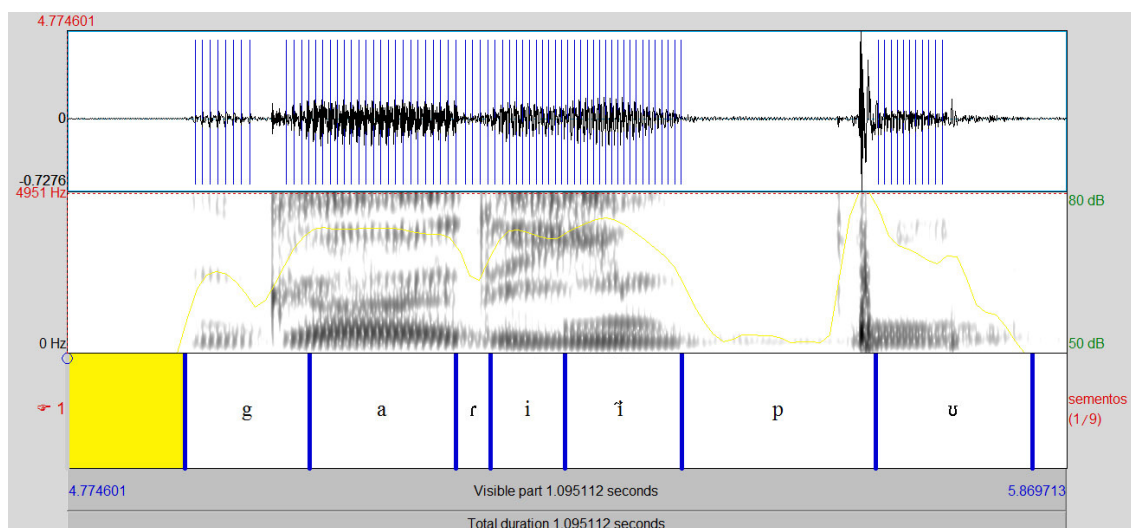 4.774601
0
-0.7276
4951 Hz
80 dB
0 Hz
50 dB
☞ 1
g a ɾ i p ʊ
sementos
(1/9)
4.774601 Visible part 1.095112 seconds 5.869713
Total duration 1.095112 seconds